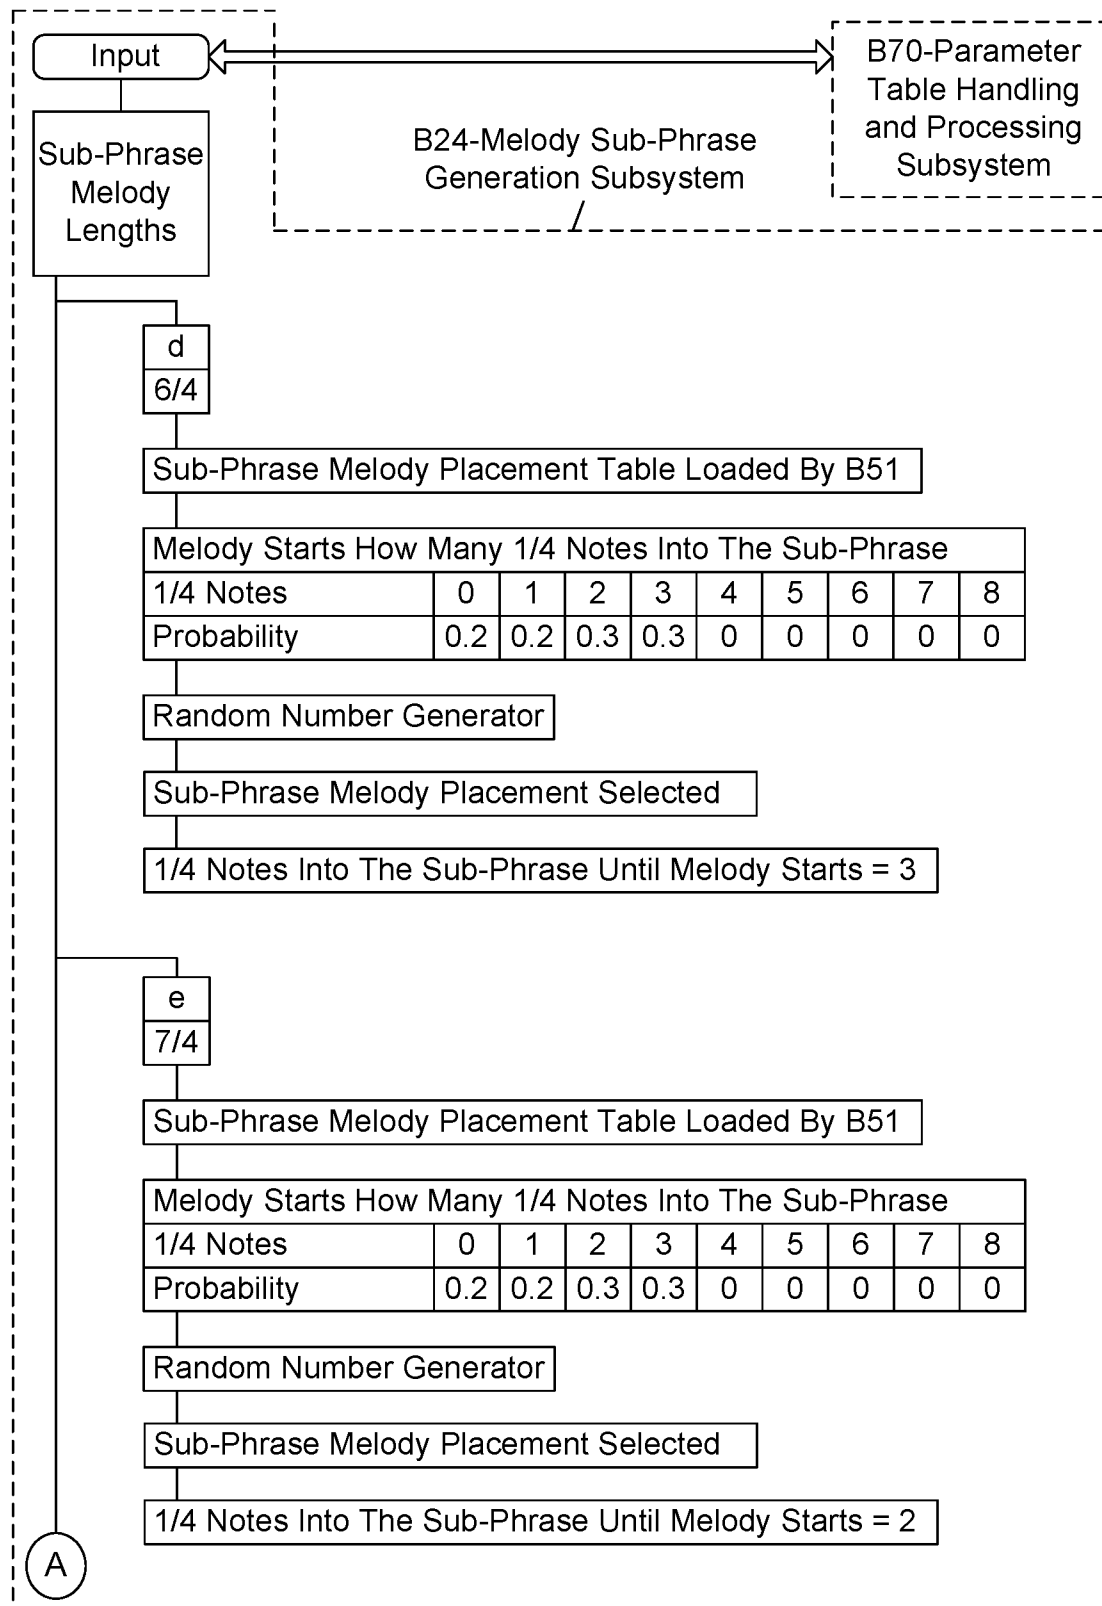 Input
B70-Parameter
Table Handling
and Processing
Subsystem
B24-Melody Sub-Phrase
Generation Subsystem
Sub-Phrase
Melody
Lengths
d
6/4
Sub-Phrase Melody Placement Table Loaded By B51
Melody Starts How Many 1/4 Notes Into The Sub-Phrase
1/4 Notes 0 1 2 3 4 5 6 7 8
Probability 0.2 0.2 0.3 0.3 0 0 0 0 0
Random Number Generator
Sub-Phrase Melody Placement Selected
1/4 Notes Into The Sub-Phrase Until Melody Starts = 3
e
7/4
Sub-Phrase Melody Placement Table Loaded By B51
Melody Starts How Many 1/4 Notes Into The Sub-Phrase
1/4 Notes 0 1 2 3 4 5 6 7 8
Probability 0.2 0.2 0.3 0.3 0 0 0 0 0
Random Number Generator
Sub-Phrase Melody Placement Selected
1/4 Notes Into The Sub-Phrase Until Melody Starts = 2
A